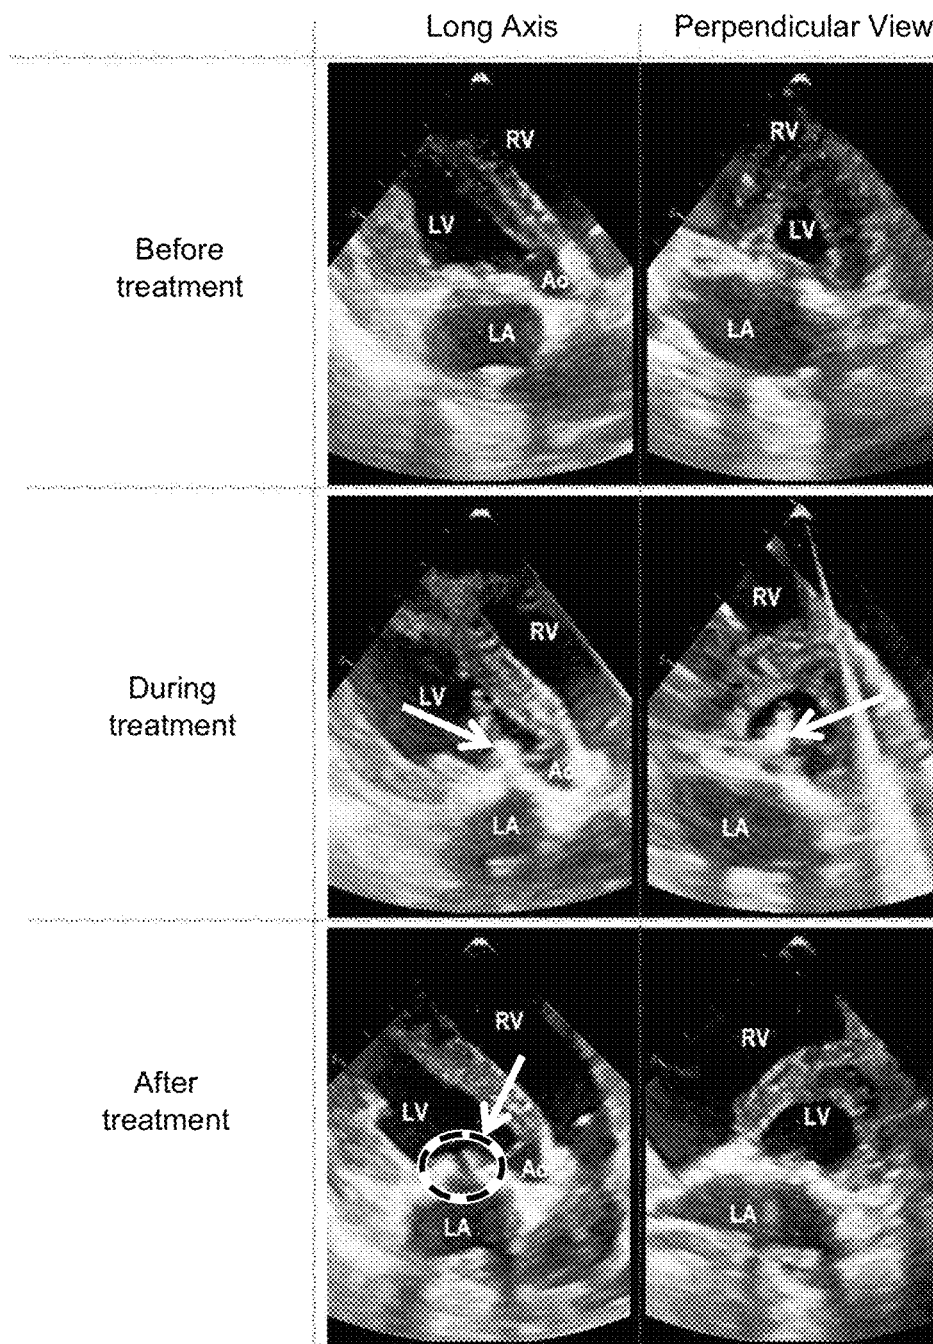 Long Axis Perpendicular View
Before
treatment
RV
LV
Ao
LA
RV
LV
LA
During
treatment
RV
LV
Ao
LA
RV
LA
After
treatment
RV
LV
Ao
LA
RV
LV
LA